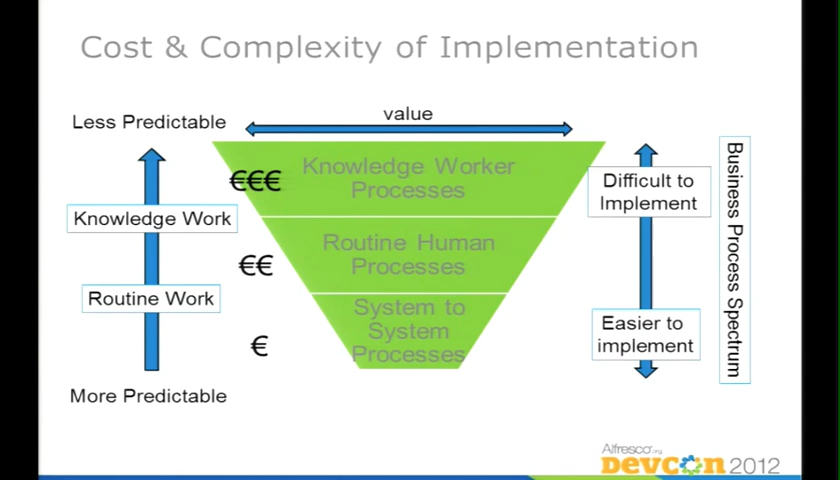 Cost & Complexity of Implementation
Less Predictable
value
Knowledge Worker
Processes
€€€
Difficult to
Implement
Knowledge Work
Routine Human
Processes
€€
Routine Work
System to
System
Processes
€
Easier to
implement
More Predictable
Business Process Spectrum
Alfresco.org
DEVCON 2012